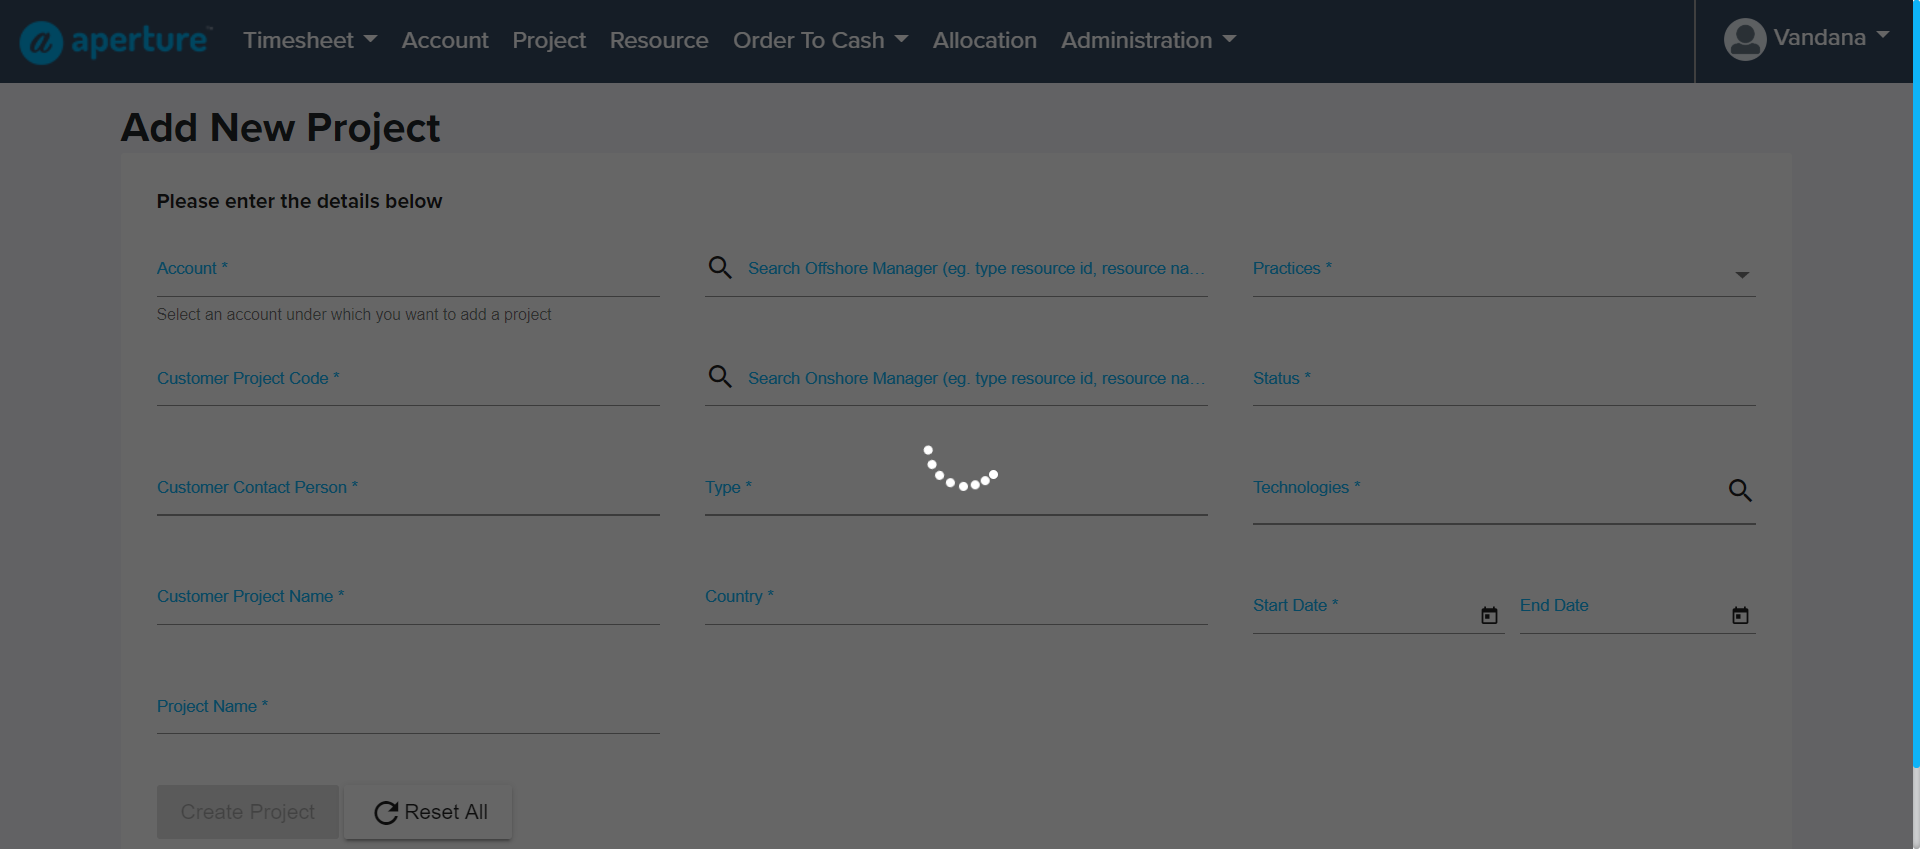 a aperture™ Timesheet Account Project Resource Order To Cash Allocation Administration Vandana
Add New Project
Please enter the details below
Account * Search Offshore Manager (eg. type resource id, resource na... Practices *
Select an account under which you want to add a project
Customer Project Code * Search Onshore Manager (eg. type resource id, resource na... Status *
Customer Contact Person * Type * Technologies *
Customer Project Name * Country * Start Date * End Date
Project Name *
Create Project Reset All